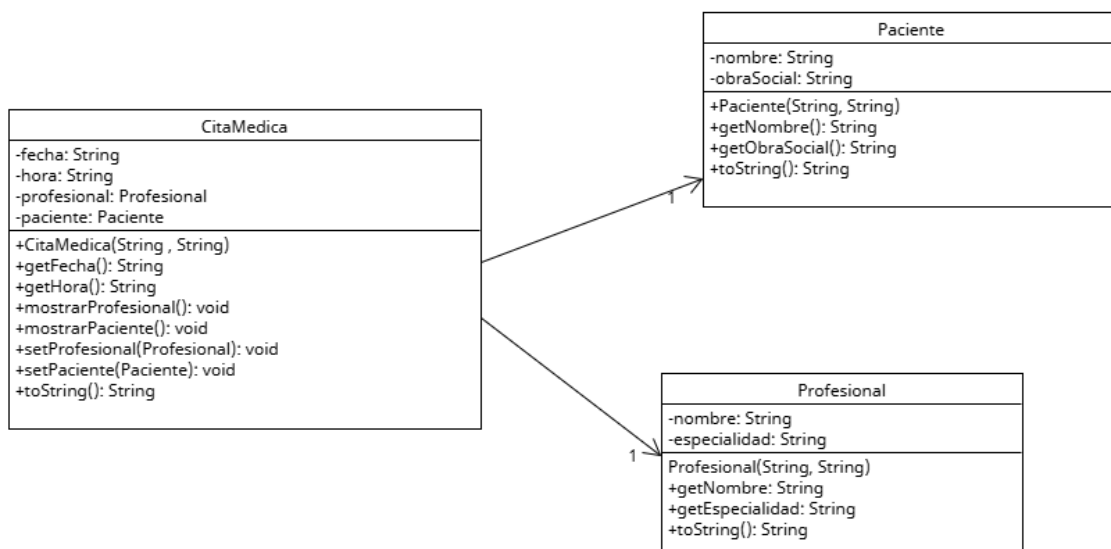 Paciente
-nombre: String
-obraSocial: String
+Paciente(String, String)
+getNombre(): String
+getObraSocial(): String
+toString(): String
1
CitaMedica
-fecha: String
-hora: String
-profesional: Profesional
-paciente: Paciente
+CitaMedica(String , String)
+getFecha(): String
+getHora(): String
+mostrarProfesional(): void
+mostrarPaciente(): void
+setProfesional(Profesional): void
+setPaciente(Paciente): void
+toString(): String
1
Profesional
-nombre: String
-especialidad: String
Profesional(String, String)
+getNombre: String
+getEspecialidad: String
+toString(): String